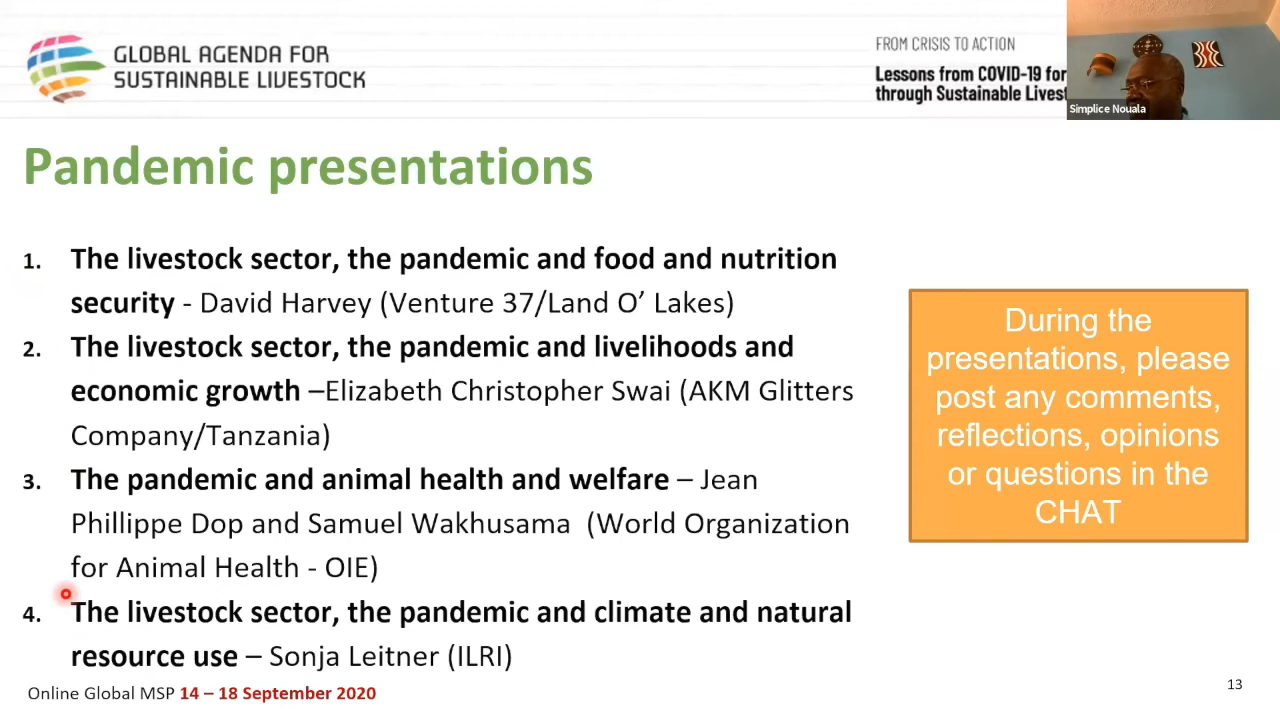 GLOBAL AGENDA FOR
SUSTAINABLE LIVESTOCK
FROM CRISIS TO ACTION
Lessons from COVID-19 for
through Sustainable Livest
Simplice Nouala
Pandemic presentations
1. The livestock sector, the pandemic and food and nutrition
security - David Harvey (Venture 37/Land O’ Lakes)
2. The livestock sector, the pandemic and livelihoods and
economic growth –Elizabeth Christopher Swai (AKM Glitters
Company/Tanzania)
3. The pandemic and animal health and welfare – Jean
Phillippe Dop and Samuel Wakhusama (World Organization
for Animal Health - OIE)
4. The livestock sector, the pandemic and climate and natural
resource use – Sonja Leitner (ILRI)
During the
presentations, please
post any comments,
reflections, opinions
or questions in the
CHAT
Online Global MSP 14 – 18 September 2020
13